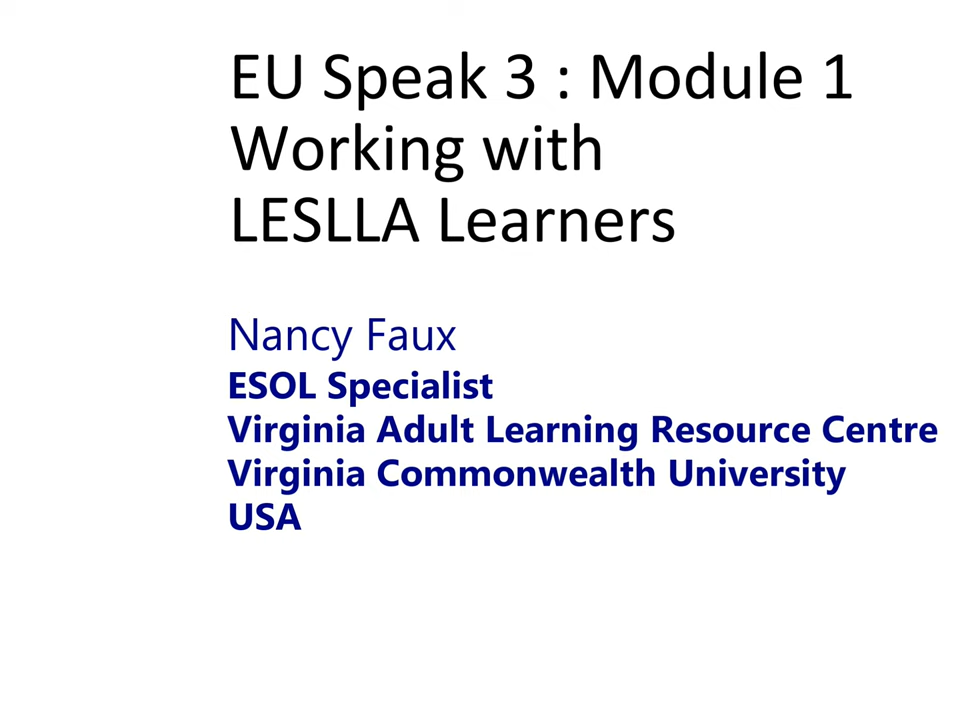 EU Speak 3 : Module 1
Working with
LESLLA Learners
Nancy Faux
ESOL Specialist
Virginia Adult Learning Resource Centre
Virginia Commonwealth University
USA